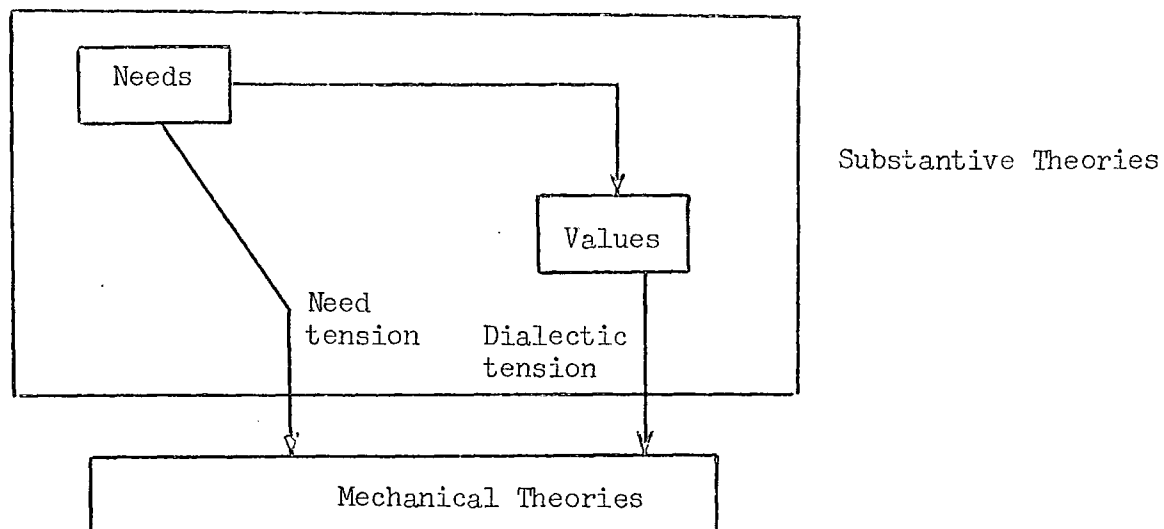 Needs
Substantive Theories
Values
Need
tension
Dialectic
tension
Mechanical Theories